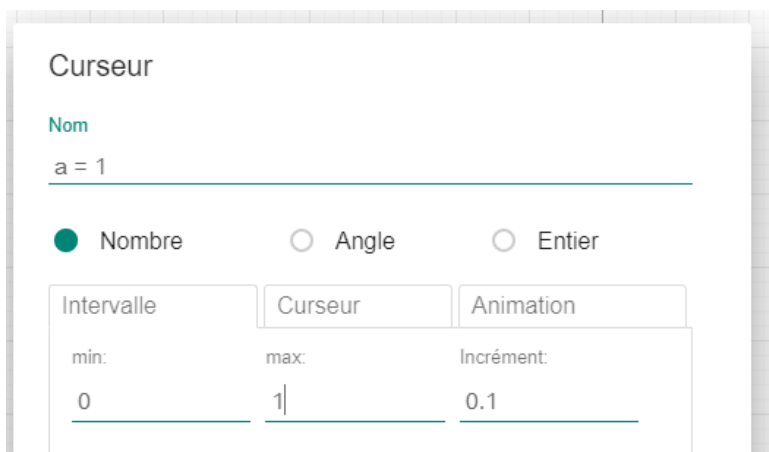 Curseur
Nom
a = 1
Nombre Angle Entier
Intervalle Curseur Animation
min: max: Incrément:
0 1 0.1